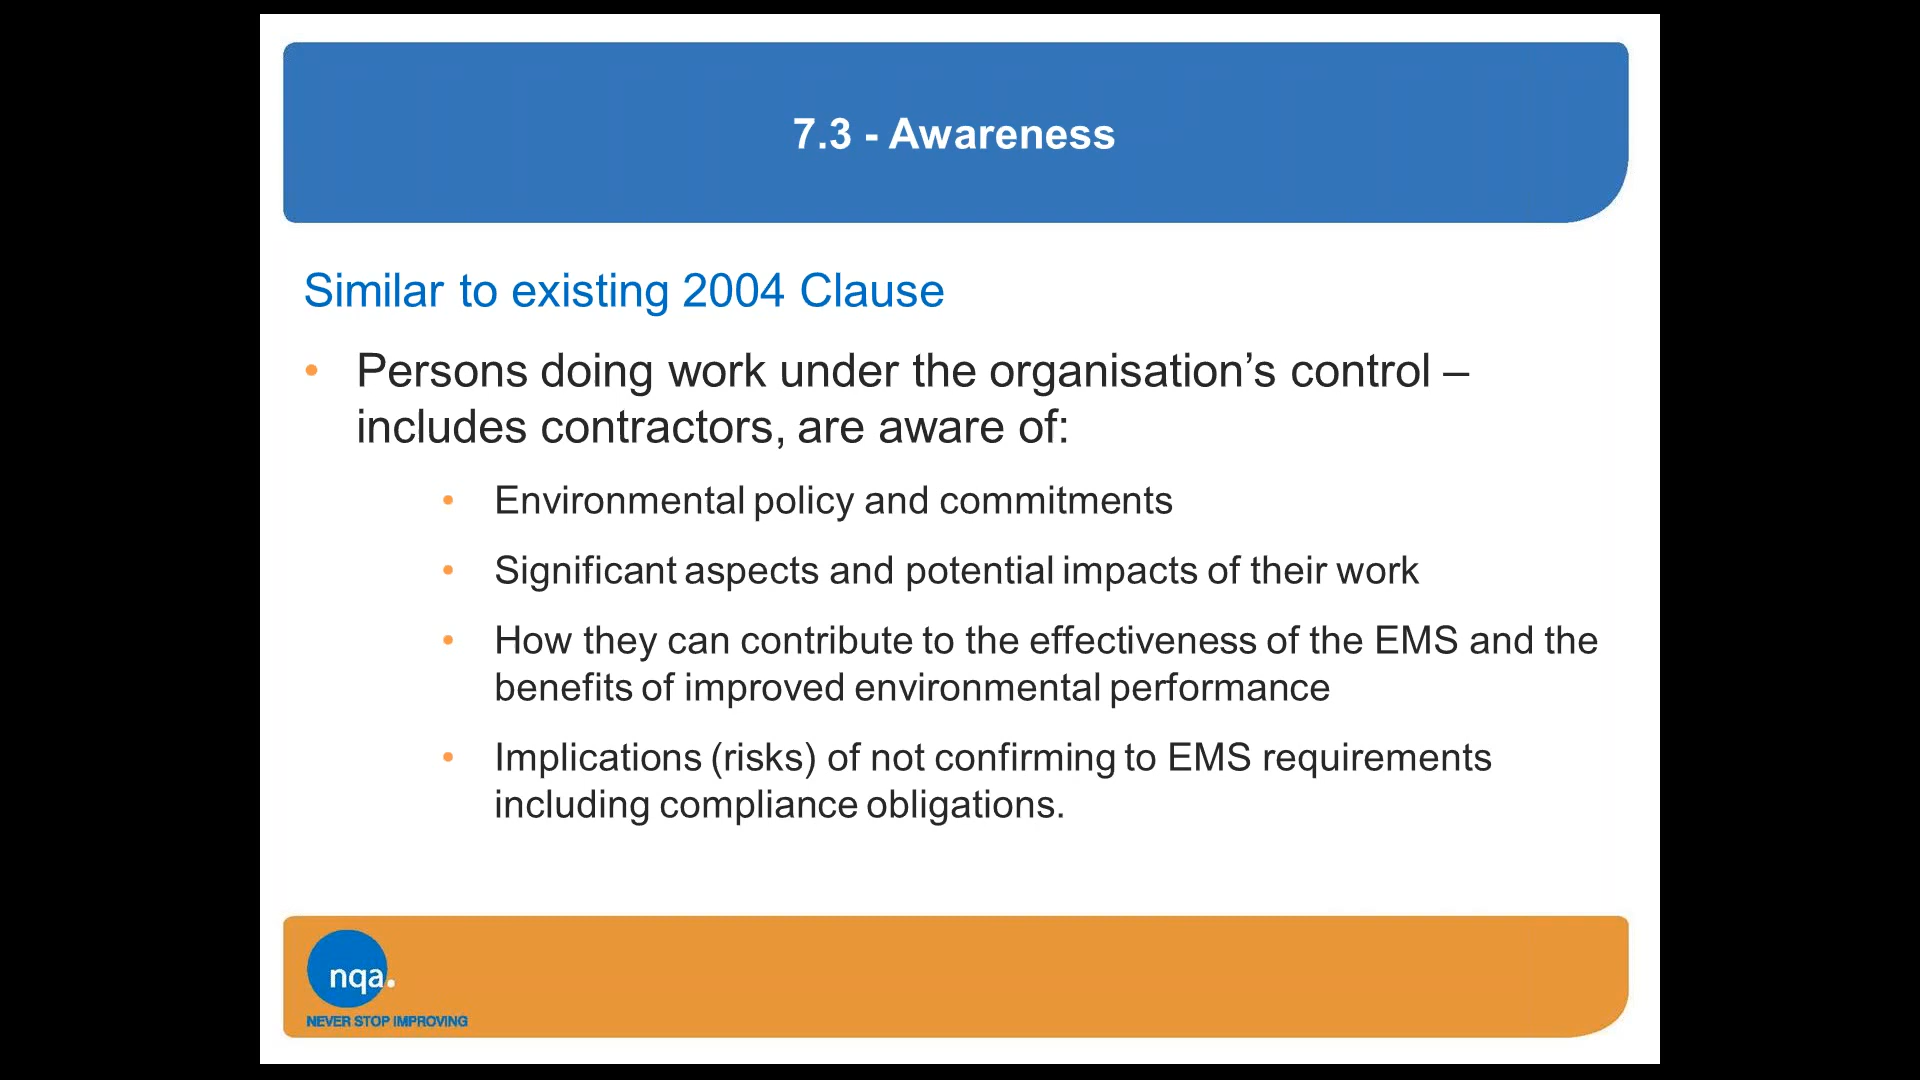 7.3 - Awareness
Similar to existing 2004 Clause
• Persons doing work under the organisation’s control –
includes contractors, are aware of:
• Environmental policy and commitments
• Significant aspects and potential impacts of their work
• How they can contribute to the effectiveness of the EMS and the
benefits of improved environmental performance
• Implications (risks) of not confirming to EMS requirements
including compliance obligations.
nqa.
NEVER STOP IMPROVING